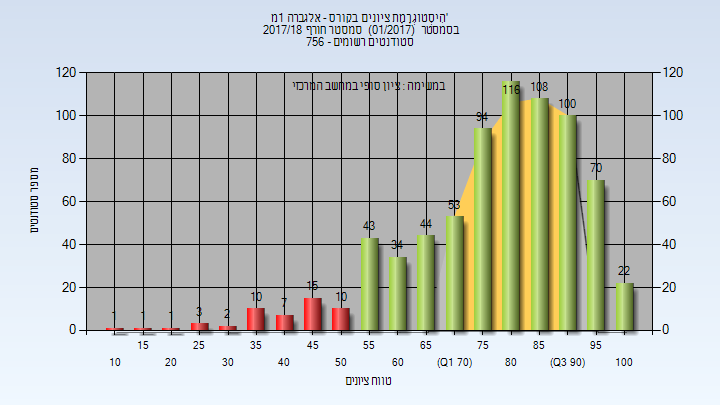 הִיסְטוֹגְרָמַת ציונים בקורס - אלגברה 1מ'
בסמסטר (01/2017) סמסטר חורף 2017/18
סטודנטים רשומים - 756
במשימה : ציון סופי במחשב המרכזי
120 120
100 100
80 80
60 60
40 40
20 20
0 0
1 1 1 3 2 10 7 15 10 43 34 44 53 94 116 108 100 70 22
מספר סטודנטים
15 25 35 45 55 65 75 85 95
10 20 30 40 50 60 (Q1 70) 80 (Q3 90) 100
טווח ציונים